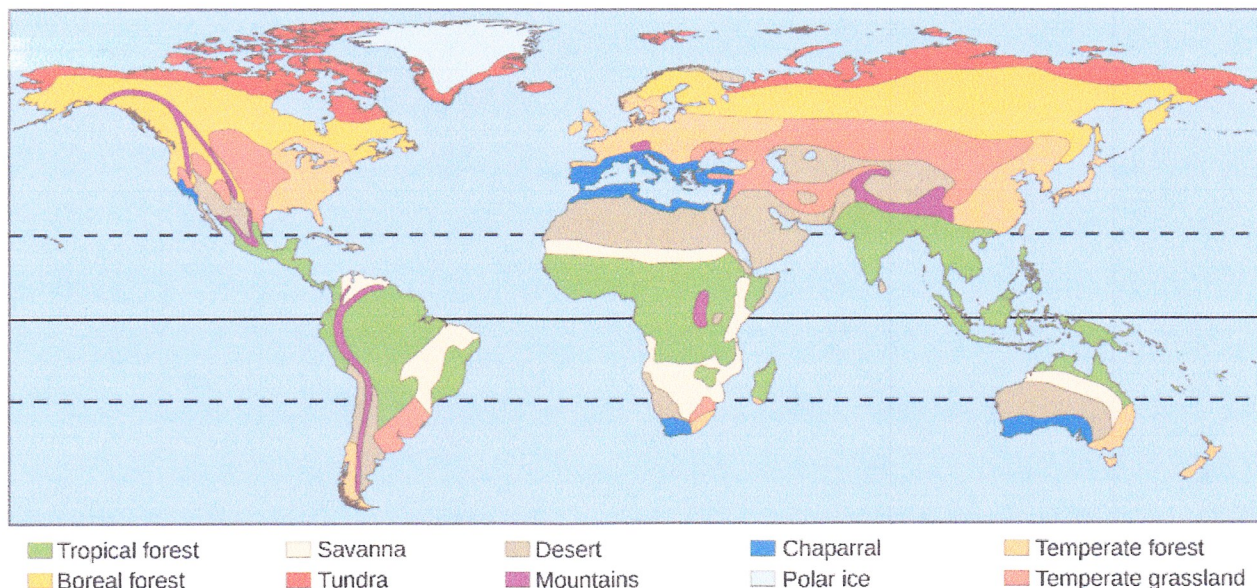 Tropical forest Savanna Desert Chaparral Temperate forest
Boreal forest Tundra Mountains Polar ice Temperate grassland